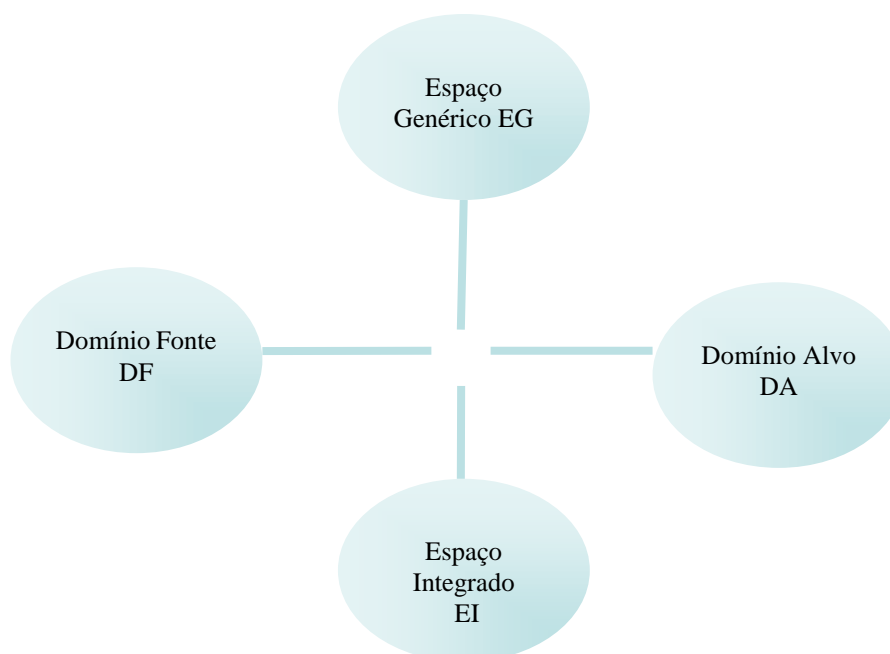 Espaço
Genérico EG
Domínio Fonte
DF
Domínio Alvo
DA
Espaço
Integrado
EI